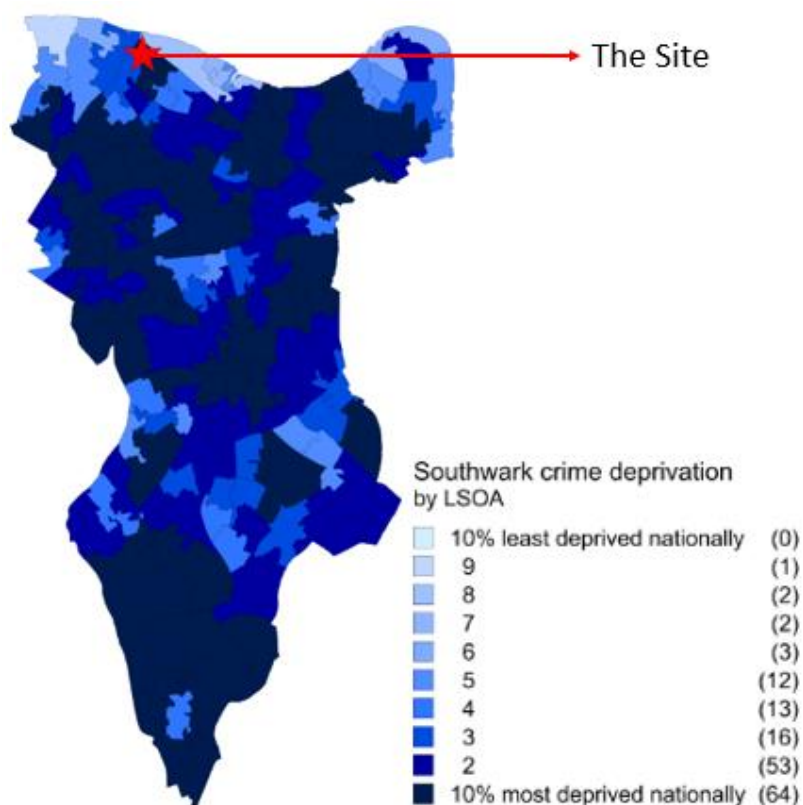 The Site
Southwark crime deprivation
by LSOA
10% least deprived nationally (0)
9 (1)
8 (2)
7 (2)
6 (3)
5 (12)
4 (13)
3 (16)
2 (53)
10% most deprived nationally (64)